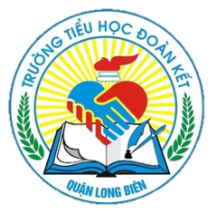 TRƯỜNG TIỂU HỌC ĐOÀN KẾT
QUẬN LONG BIÊN